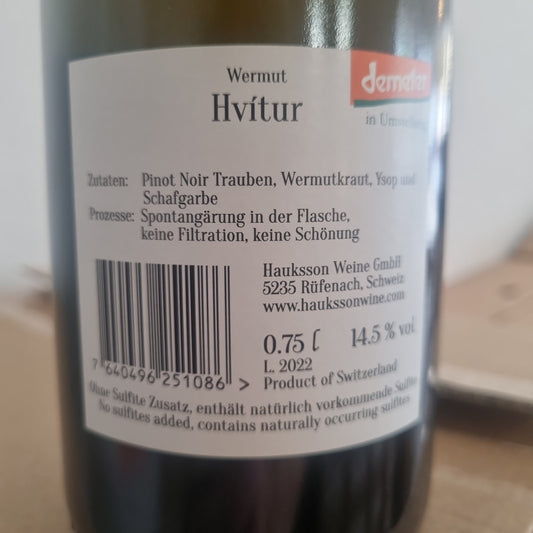 Wermut
Hvítur
demeter
in Umstellung
Zutaten: Pinot Noir Trauben, Wermutkraut, Ysop und
Schafgarbe
Prozesse: Spontangärung in der Flasche,
keine Filtration, keine Schönung
Hauksson Weine GmbH
5235 Rüfenach, Schweiz
www.haukssonwine.com
0.75 l 14.5 % vol.
L. 2022
Product of Switzerland
7 640496 251086 >
Ohne Sulfite Zusatz, enthält natürlich vorkommende Sulfite
No sulfites added, contains naturally occurring sulfites